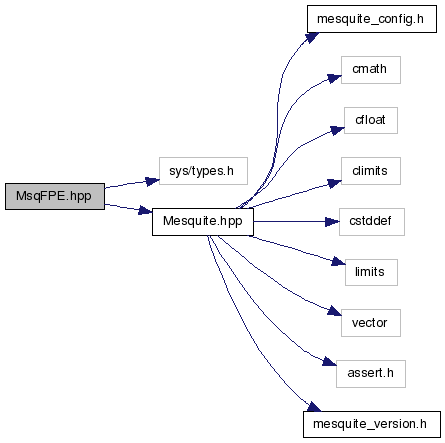 mesquite_config.h
cmath
cfloat
sys/types.h
climits
MsqFPE.hpp
Mesquite.hpp
cstddef
limits
vector
assert.h
mesquite_version.h